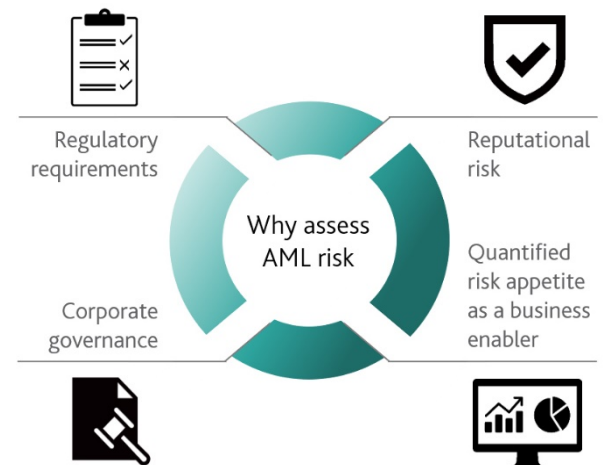 Regulatory
requirements
Reputational
risk
Why assess
AML risk
Corporate
governance
Quantified
risk appetite
as a business
enabler